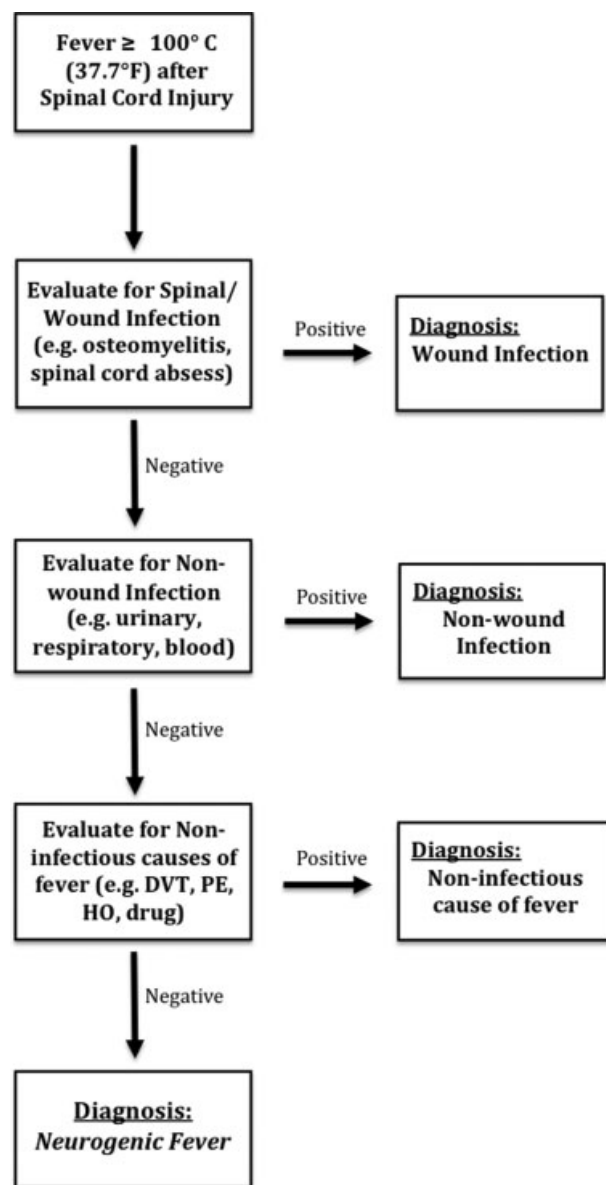 Fever ≥ 100° C
(37.7°F) after
Spinal Cord Injury
Evaluate for Spinal/
Wound Infection
(e.g. osteomyelitis,
spinal cord absess)
Positive
Diagnosis:
Wound Infection
Negative
Evaluate for Non-
wound Infection
(e.g. urinary,
respiratory, blood)
Positive
Diagnosis:
Non-wound
Infection
Negative
Evaluate for Non-
infectious causes of
fever (e.g. DVT, PE,
HO, drug)
Positive
Diagnosis:
Non-infectious
cause of fever
Negative
Diagnosis:
Neurogenic Fever